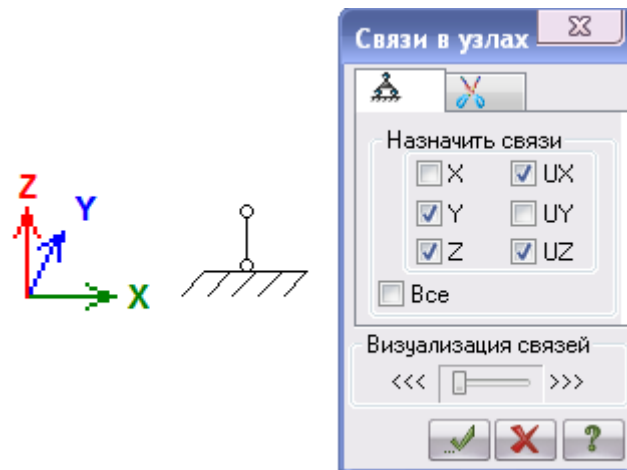 Связи в узлах
Назначить связи
X UX
Y UY
Z UZ
Все
Визуализация связей
<<< >>>
... ?
Z
Y
X